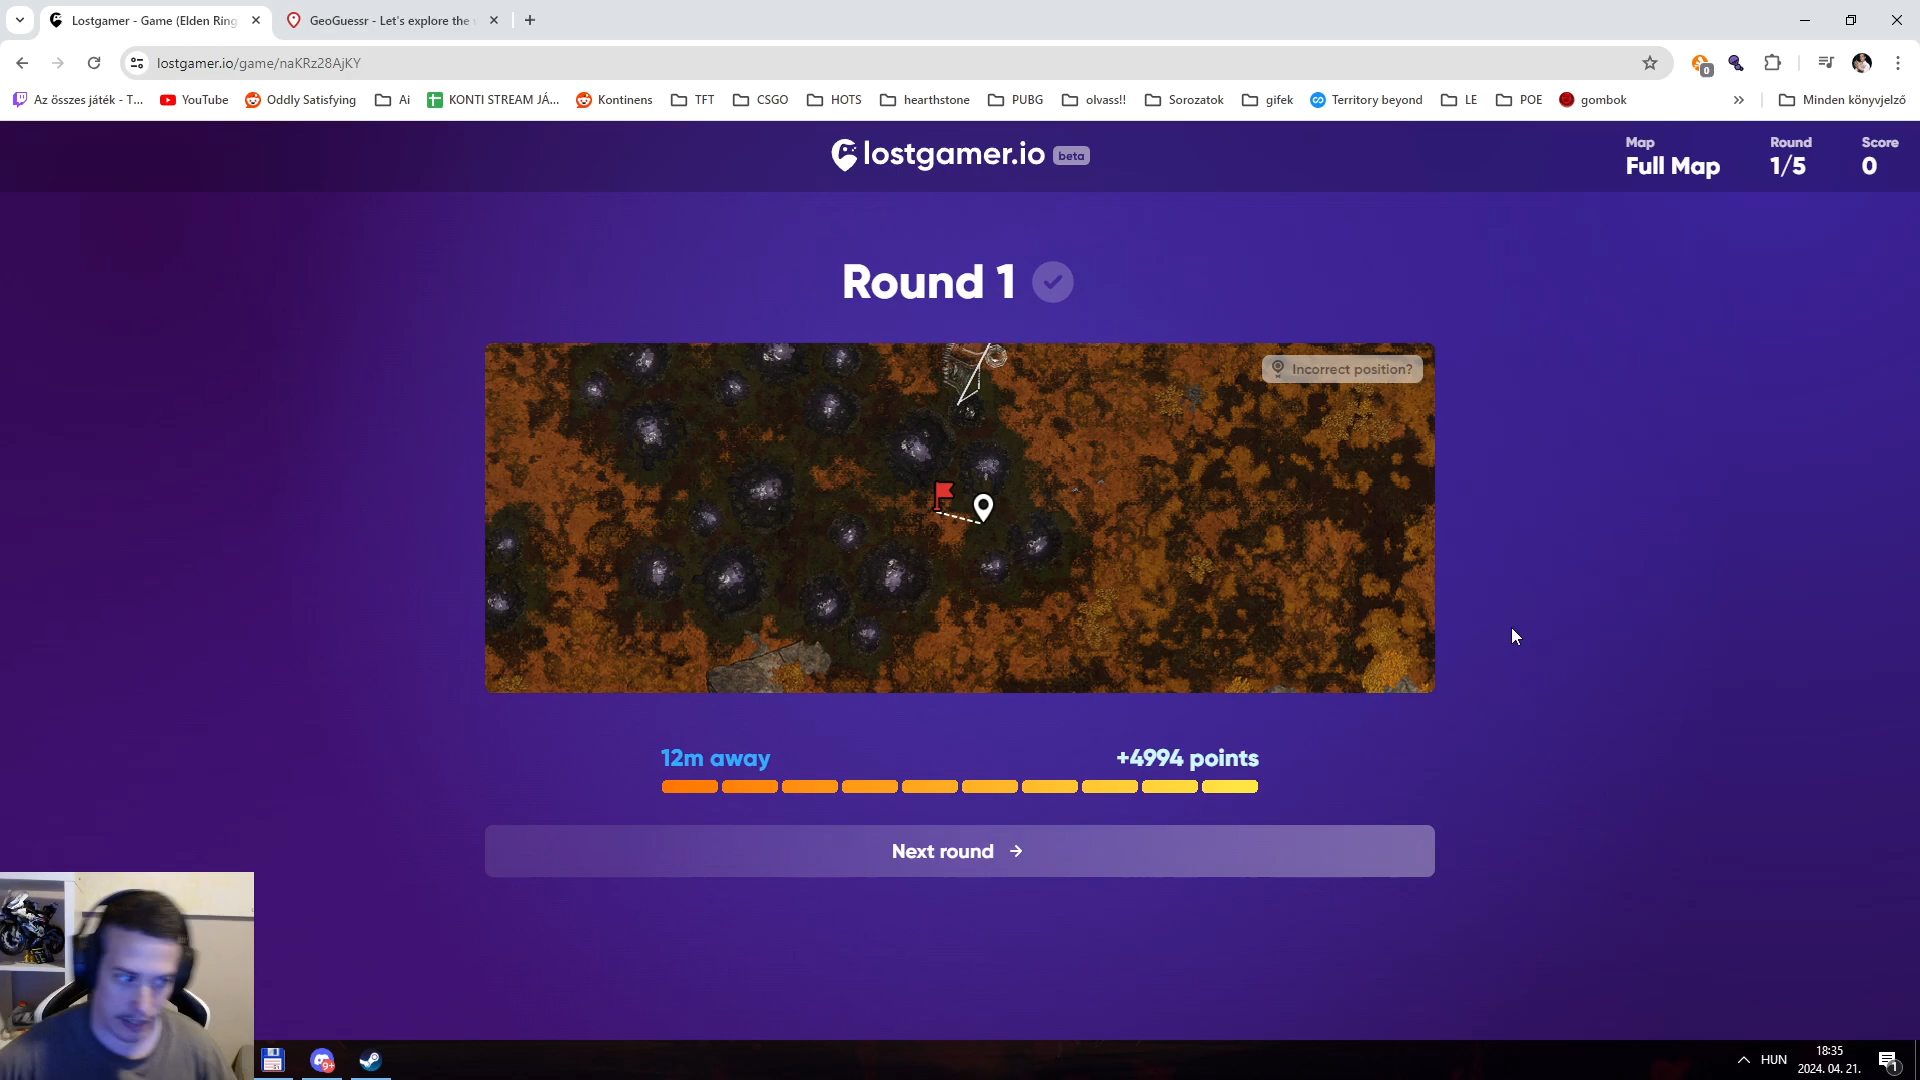 Lostgamer - Game (Elden Ring
GeoGuessr - Let's explore the
lostgamer.io/game/naKRz28AjKY
0
Az összes játék - T...
YouTube
Oddly Satisfying
Ai
KONTI STREAM JÁ...
Kontinens
TFT
CSGO
HOTS
hearthstone
PUBG
olvass!!
Sorozatok
gifek
Territory beyond
LE
POE
gombok
»
Minden könyvjelző
lostgamer.io beta
Map
Full Map
Round
1/5
Score
0
Round 1
Incorrect position?
12m away
+4994 points
Next round →
9+
HUN
18:35
2024. 04. 21.
1